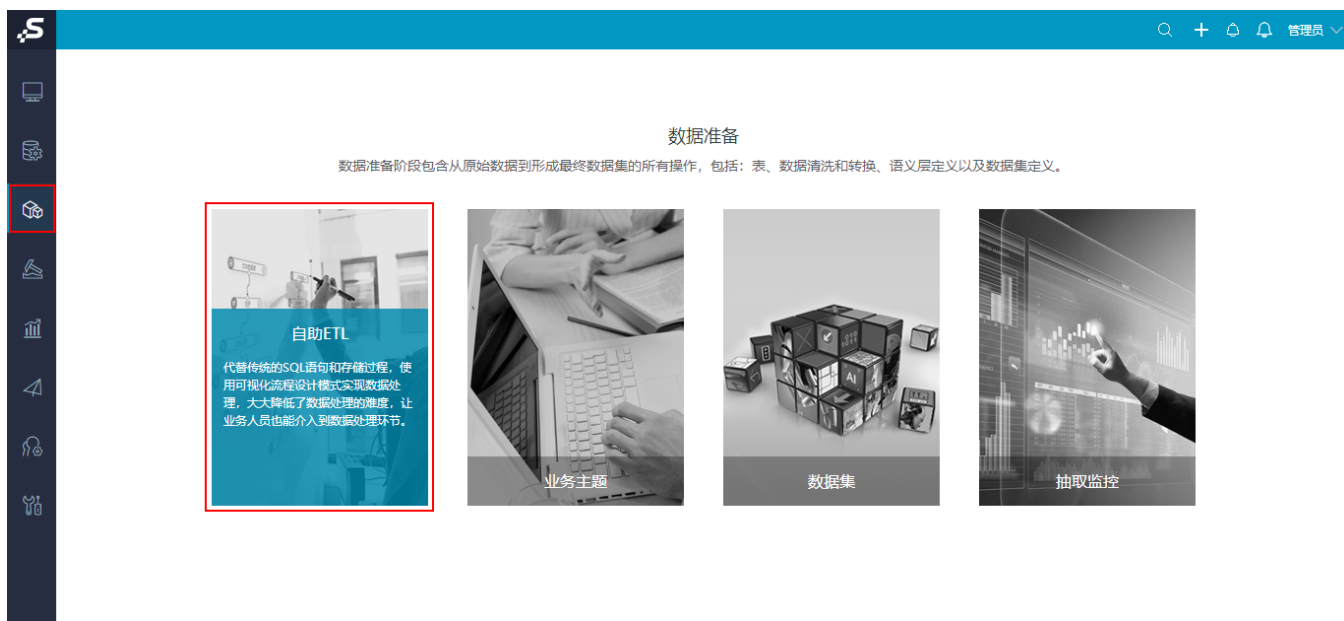 S
管理员
数据准备
数据准备阶段包含从原始数据到形成最终数据集的所有操作，包括：表、数据清洗和转换、语义层定义以及数据集定义。
自助ETL
代替传统的SQL语句和存储过程，使
用可视化流程设计模式实现数据处
理，大大降低了数据处理的难度，让
业务人员也能介入到数据处理环节。
业务主题
数据集
抽取监控
AI